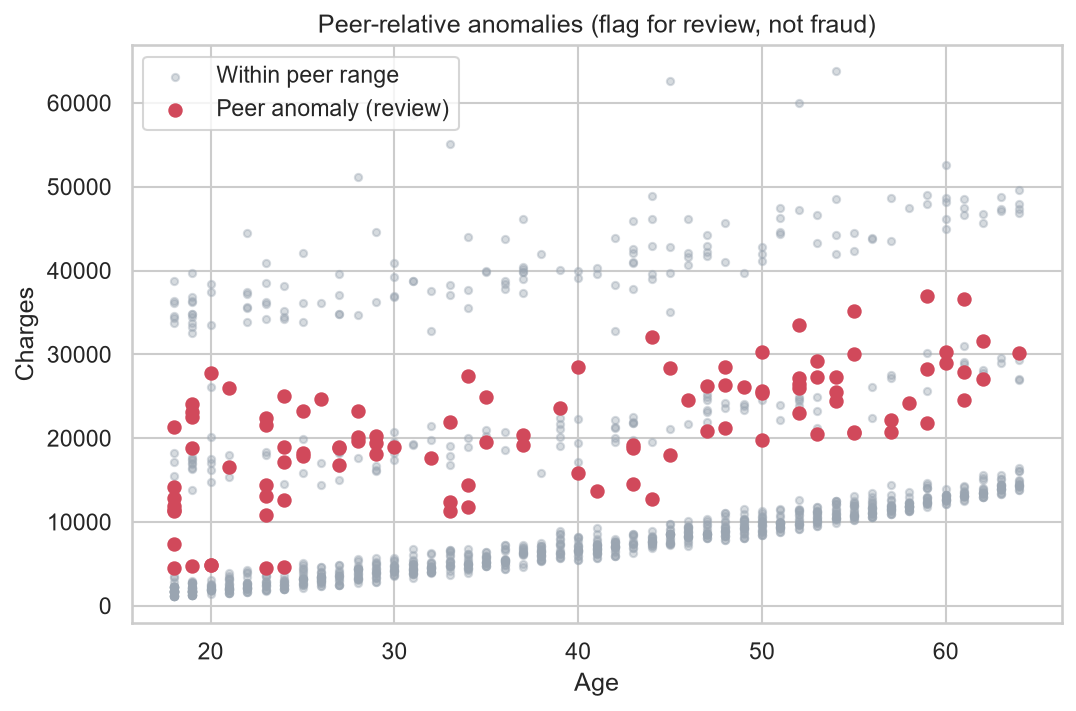 Peer-relative anomalies (flag for review, not fraud)
Within peer range
Peer anomaly (review)
60000
50000
40000
30000
20000
10000
0
Charges
20 30 40 50 60
Age